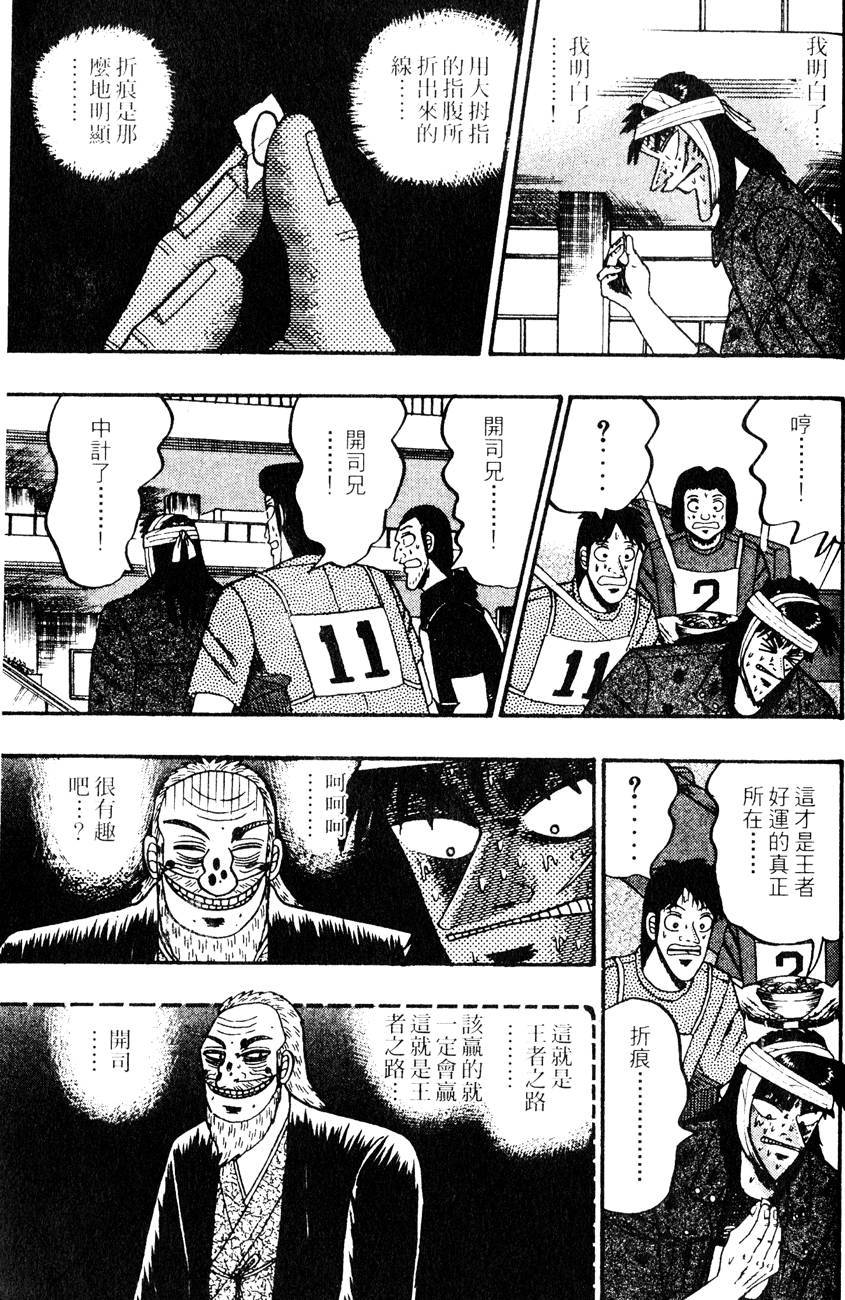 我明白了…
我明白了
……！
用大拇指
的指腹所
折出來的
線……
折痕是那
麼地明顯
……
哼
……！
？
……
2
11
開司兄
……！
開司兄
……！
11
中計了……！
這才是王者
好運的真正
所在……
？
……
2
折痕
………
…呵呵呵
很有趣
吧…？
這就是
王者之路
……
該贏的就
一定會贏
這就是王
者之路…
開司
……